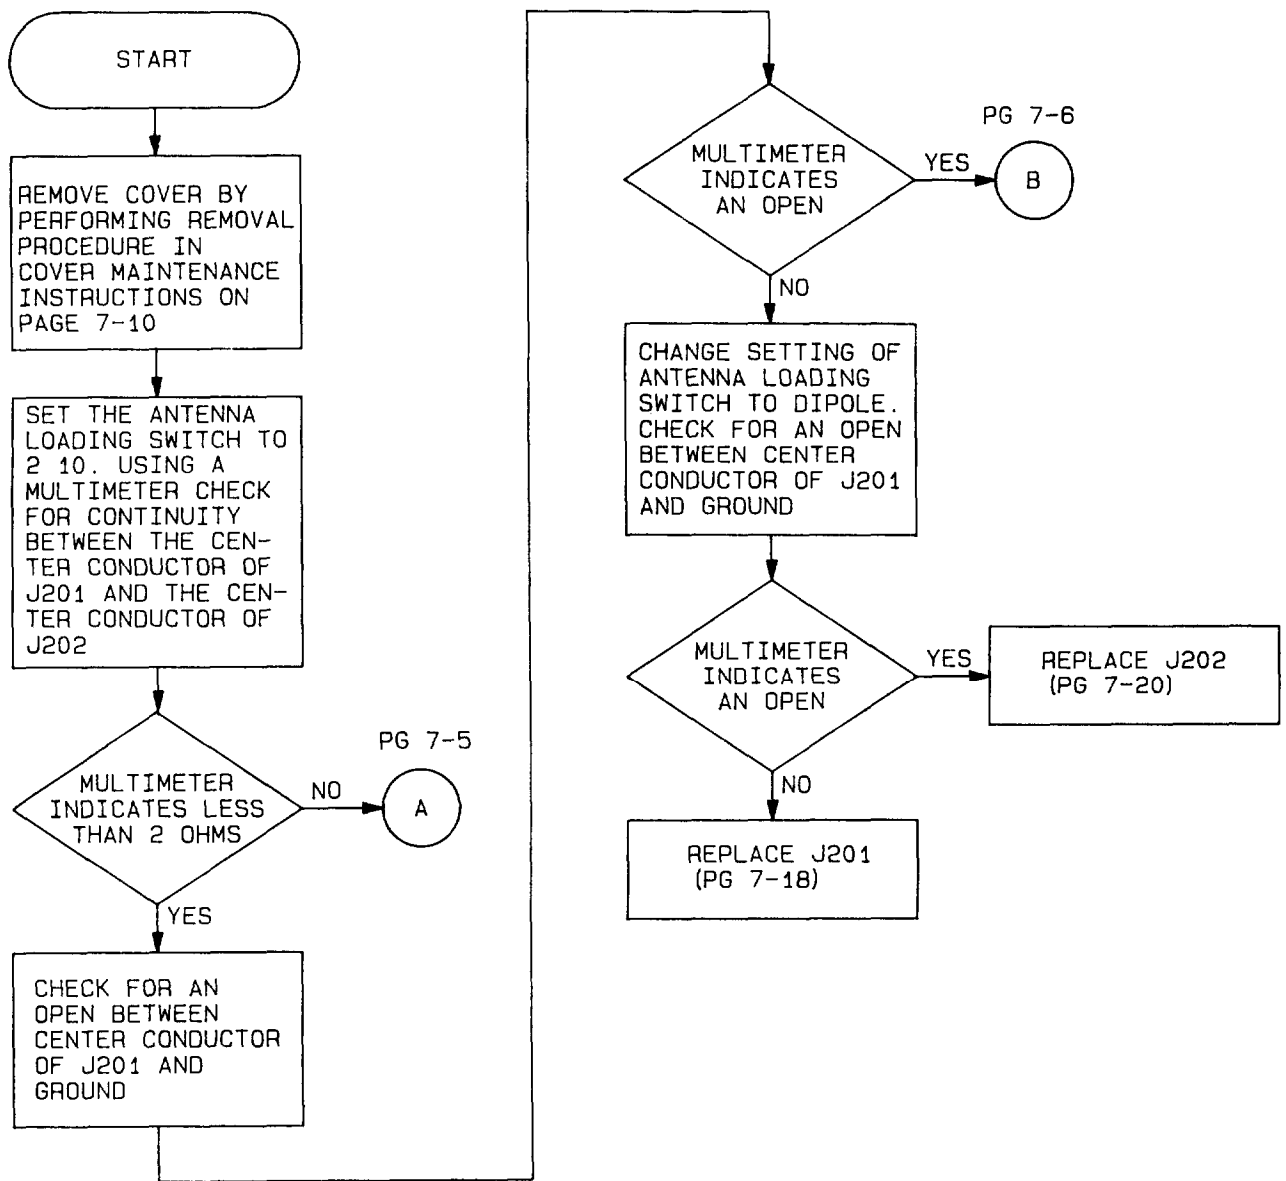 START
REMOVE COVER BY
PERFORMING REMOVAL
PROCEDURE IN
COVER MAINTENANCE
INSTRUCTIONS ON
PAGE 7-10
SET THE ANTENNA
LOADING SWITCH TO
2 10. USING A
MULTIMETER CHECK
FOR CONTINUITY
BETWEEN THE CEN-
TER CONDUCTOR OF
J201 AND THE CEN-
TER CONDUCTOR OF
J202
MULTIMETER
INDICATES LESS
THAN 2 OHMS
NO
PG 7-5
A
YES
CHECK FOR AN
OPEN BETWEEN
CENTER CONDUCTOR
OF J201 AND
GROUND
MULTIMETER
INDICATES
AN OPEN
YES
PG 7-6
B
NO
CHANGE SETTING OF
ANTENNA LOADING
SWITCH TO DIPOLE.
CHECK FOR AN OPEN
BETWEEN CENTER
CONDUCTOR OF J201
AND GROUND
MULTIMETER
INDICATES
AN OPEN
YES
REPLACE J202
(PG 7-20)
NO
REPLACE J201
(PG 7-18)